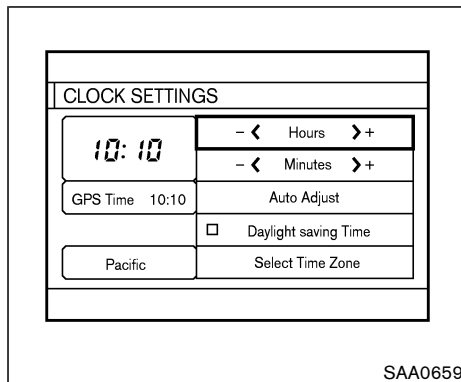 CLOCK SETTINGS
10:10
- < Hours > +
- < Minutes > +
GPS Time 10:10
Auto Adjust
Daylight saving Time
Pacific
Select Time Zone
SAA0659